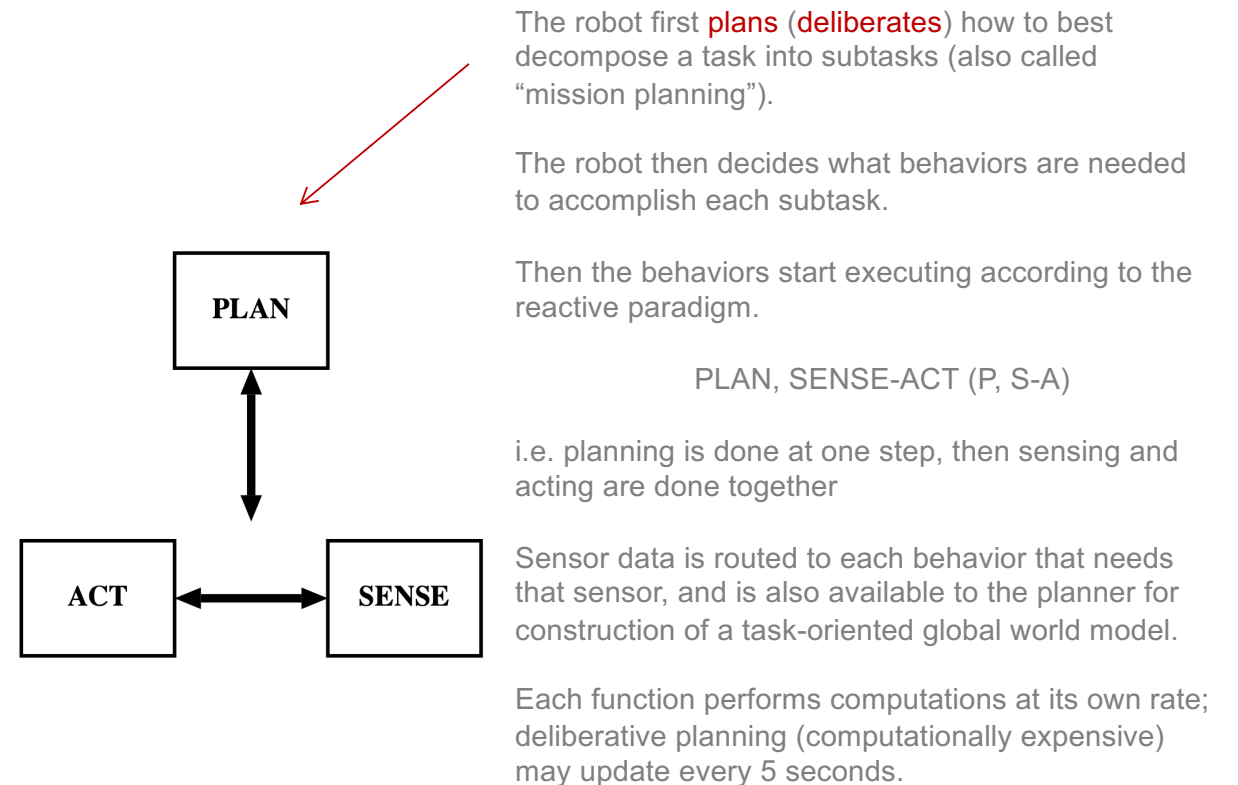 The robot first plans (deliberates) how to best
decompose a task into subtasks (also called
“mission planning”).
The robot then decides what behaviors are needed
to accomplish each subtask.
Then the behaviors start executing according to the
reactive paradigm.
PLAN, SENSE-ACT (P, S-A)
i.e. planning is done at one step, then sensing and
acting are done together
Sensor data is routed to each behavior that needs
that sensor, and is also available to the planner for
construction of a task-oriented global world model.
Each function performs computations at its own rate;
deliberative planning (computationally expensive)
may update every 5 seconds.
PLAN
ACT
SENSE